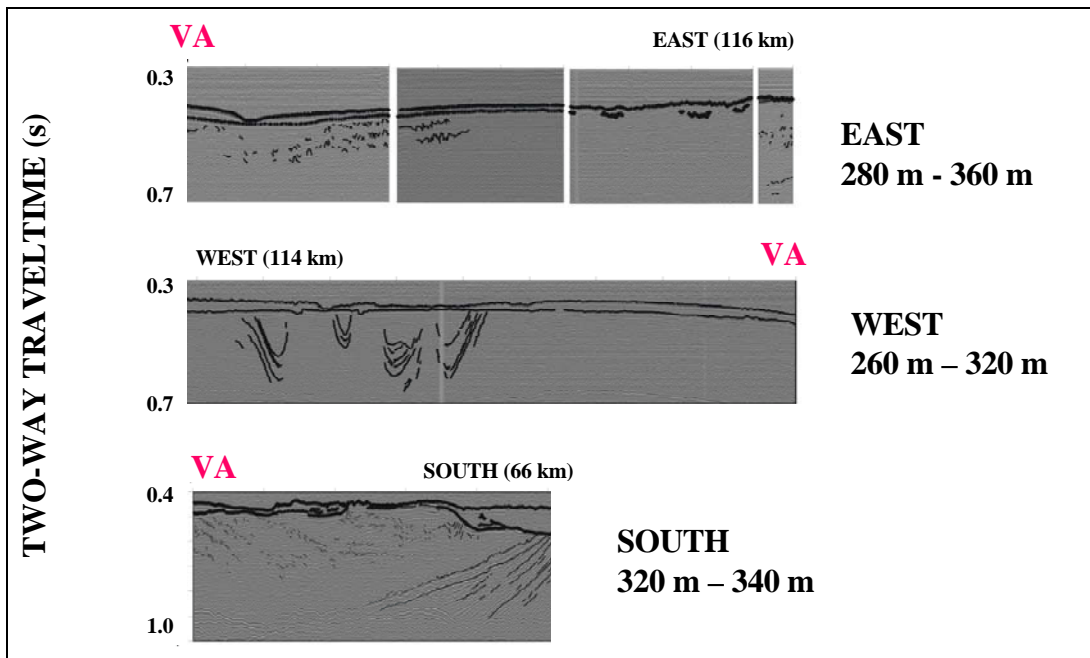 TWO-WAY TRAVELTIME (s)
VA
EAST (116 km)
0.3
0.7
EAST
280 m - 360 m
WEST (114 km)
VA
0.3
0.7
WEST
260 m – 320 m
VA
SOUTH (66 km)
0.4
1.0
SOUTH
320 m – 340 m